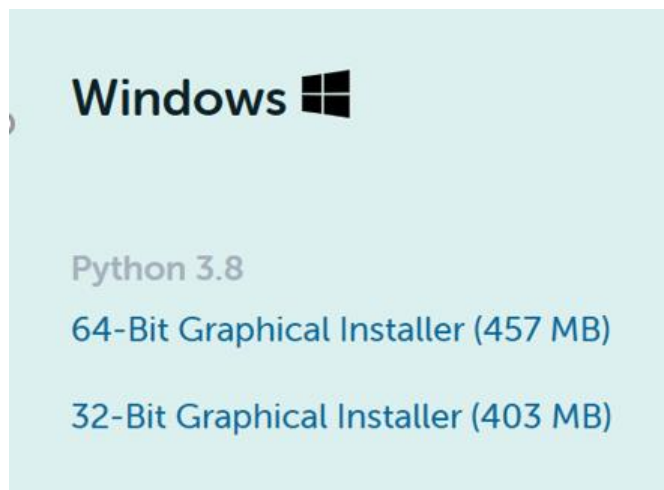 Windows
Python 3.8
64-Bit Graphical Installer (457 MB)
32-Bit Graphical Installer (403 MB)